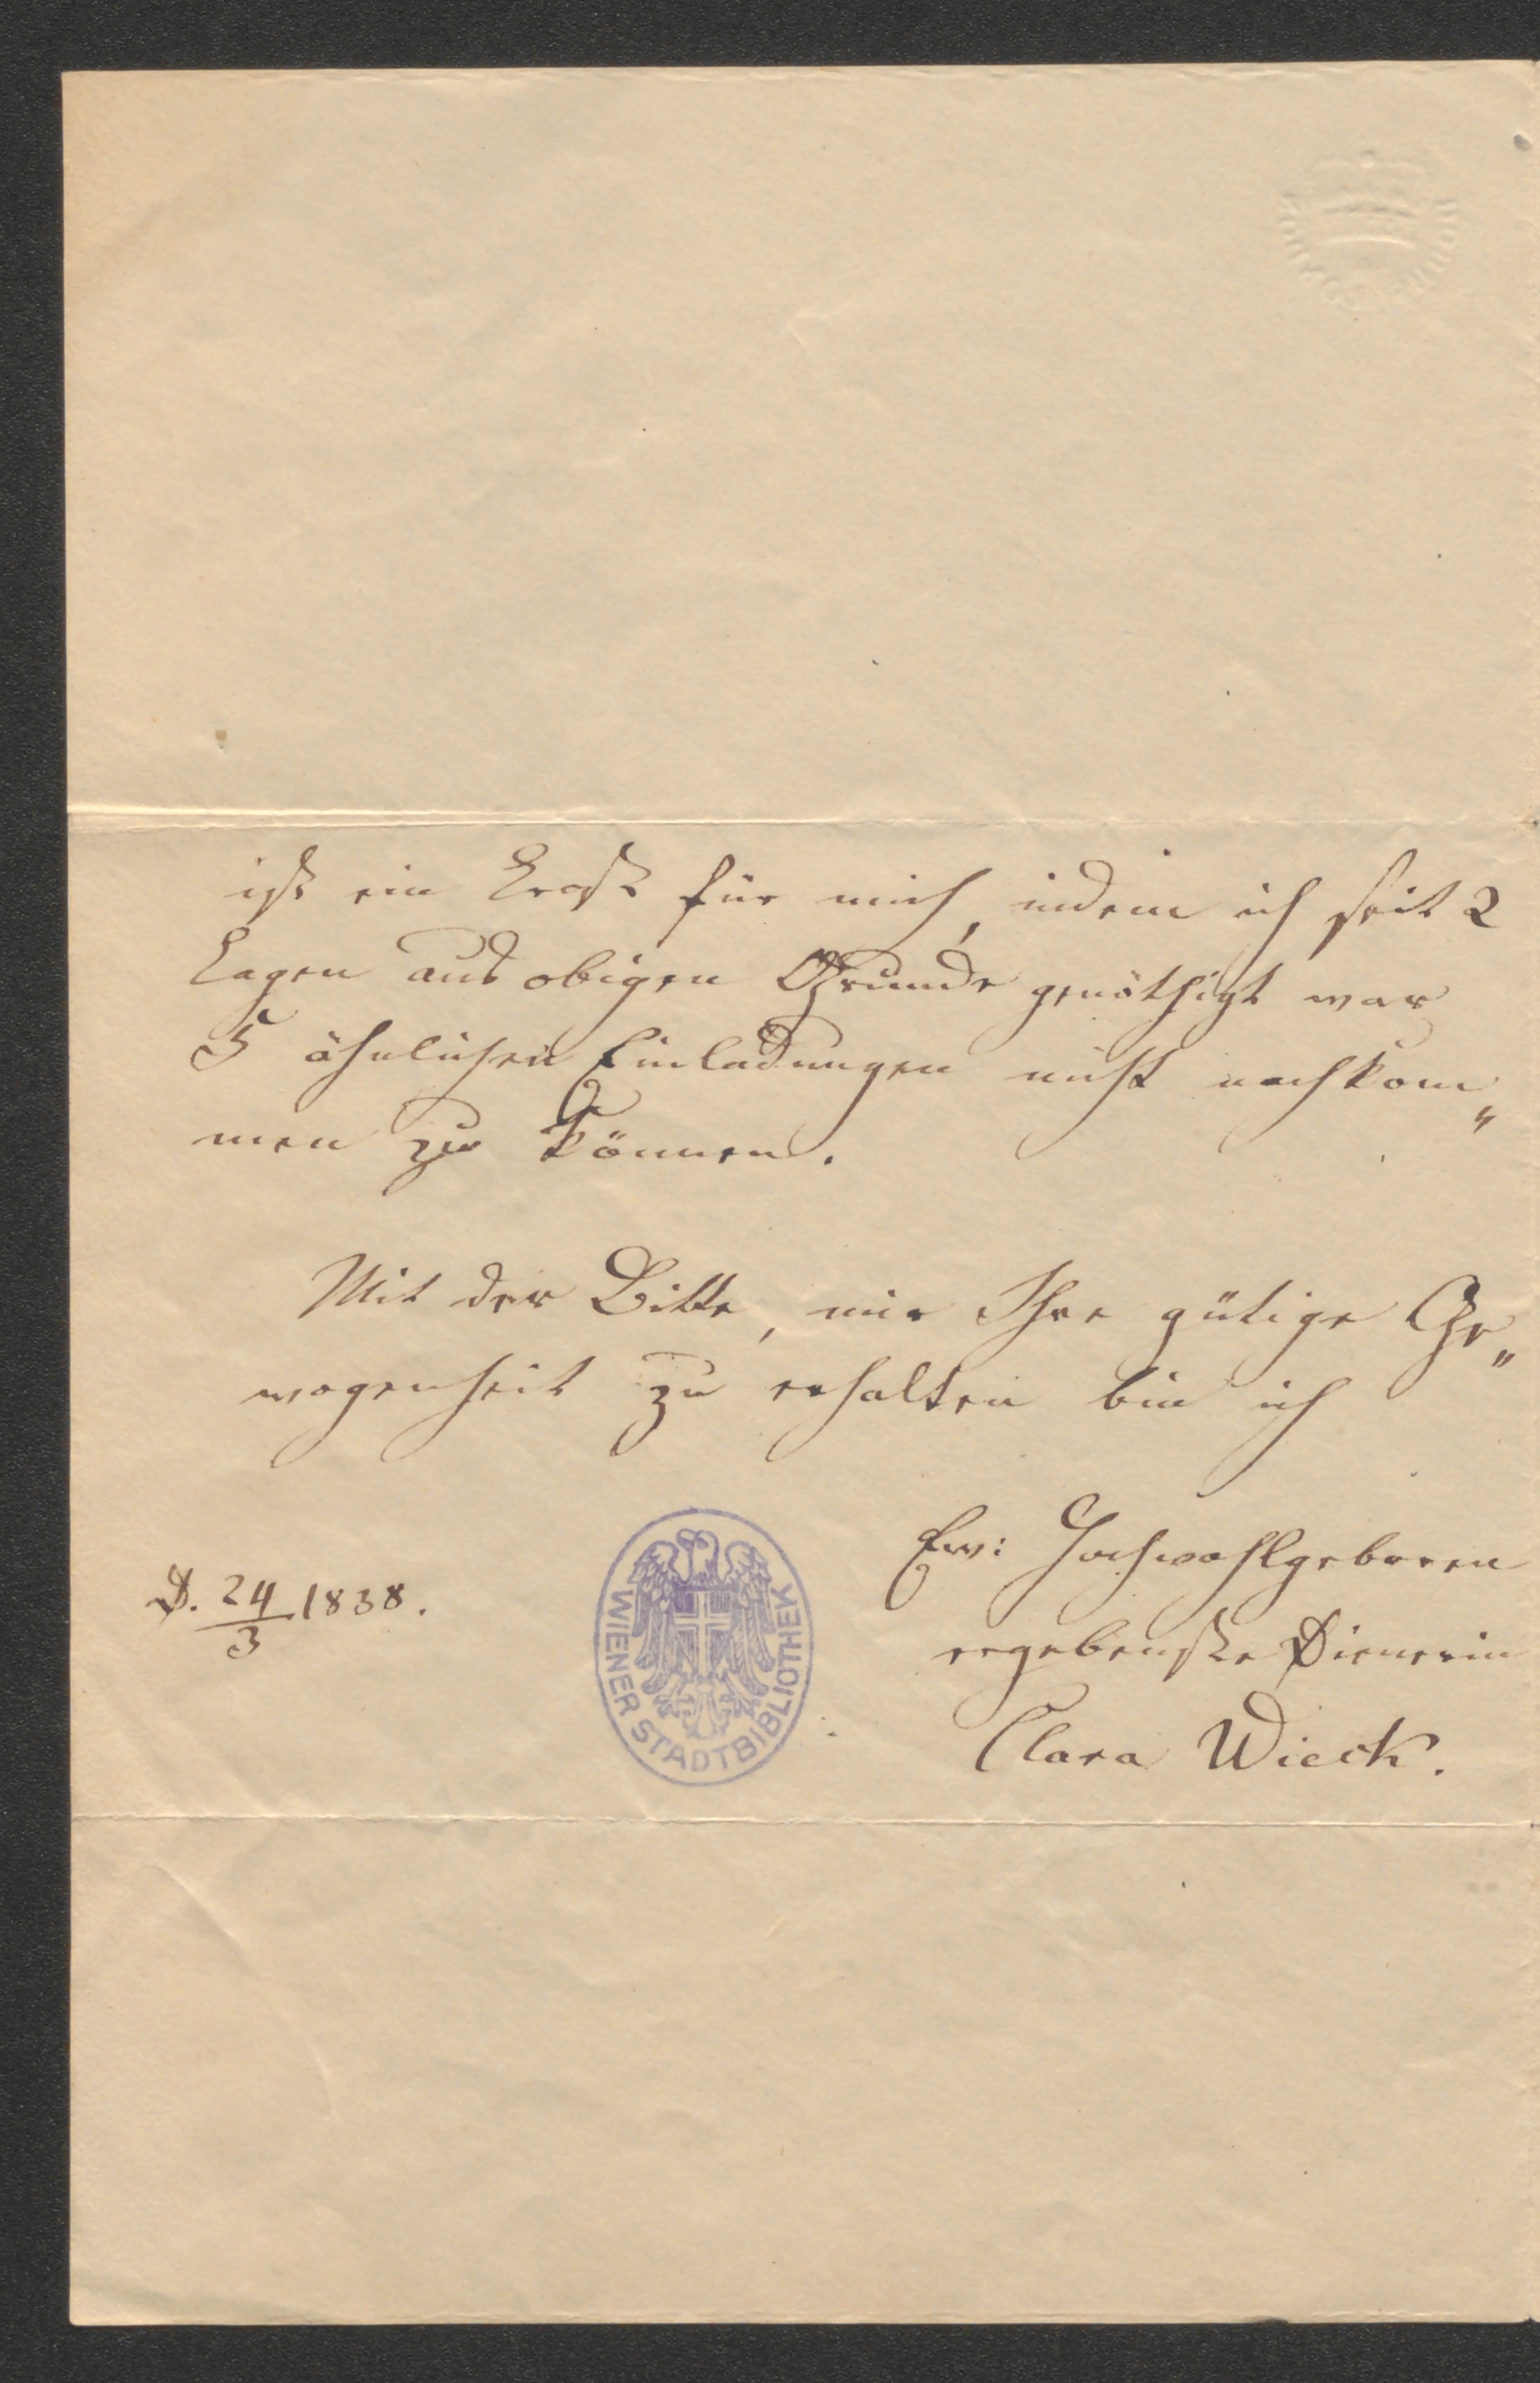 ist ein Trost für mich, indem ich seit 2
Tagen aus obigen Grunde genöthigt war
5 ähnlichen Einladungen nicht nachkom„
men zu können.
Mit der Bitte, mir Ihre gütige Ge„
wogenheit zu erhalten bin ich
Ew: Hochwohlgeboren
ergebenste Dienerin
Clara Wieck.
D. 24/3 1838.
WIENER STADTBIBLIOTHEK